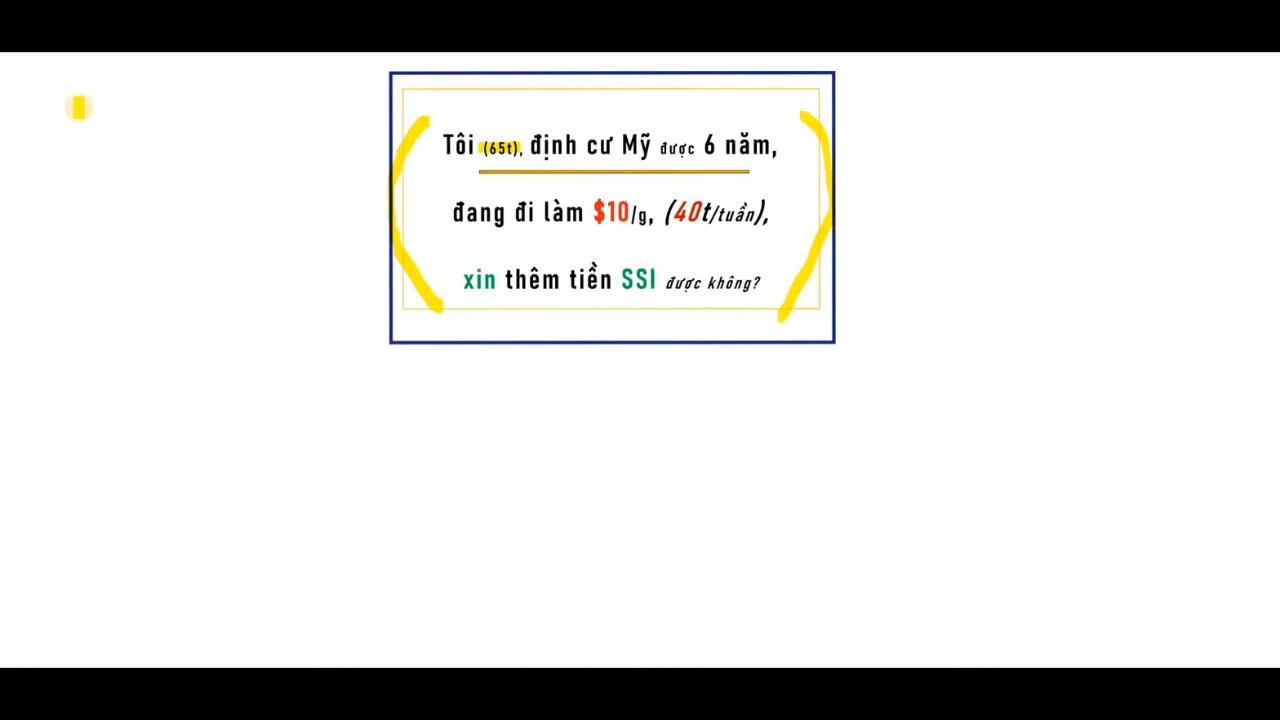 Tôi (65t), định cư Mỹ được 6 năm,
đang đi làm $10/g, (40t/tuần),
xin thêm tiền SSI được không?